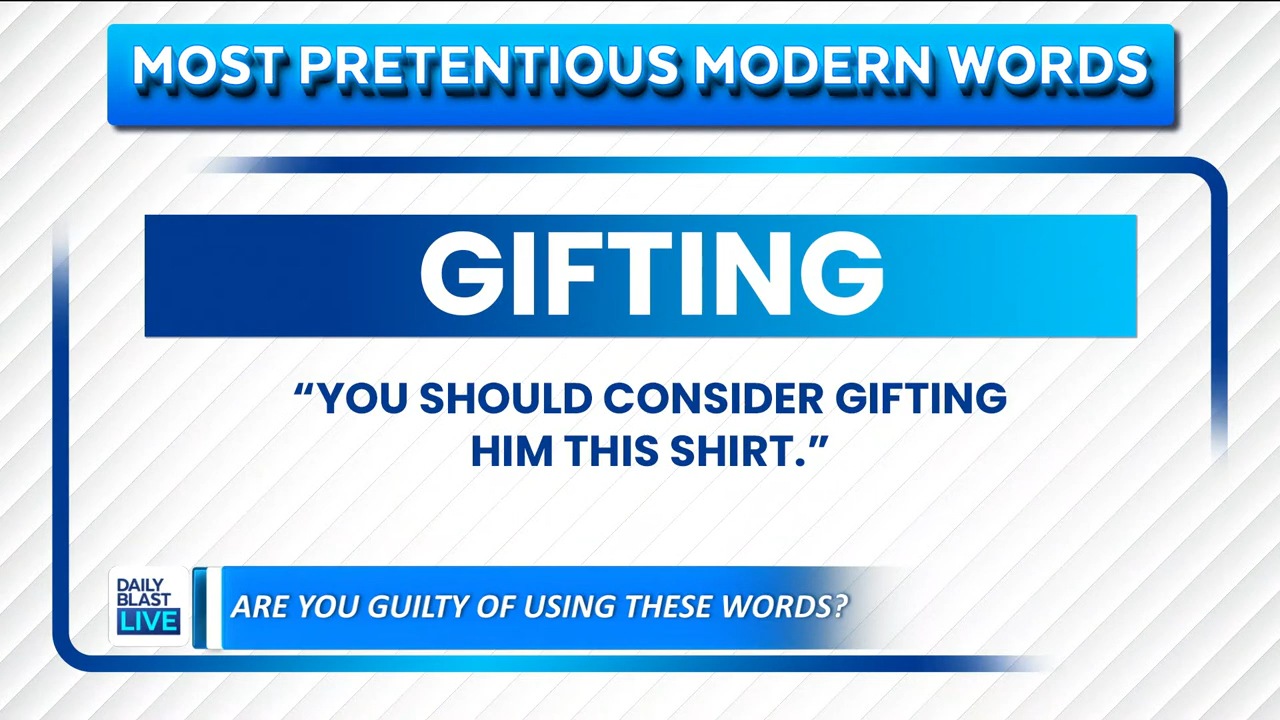 MOST PRETENTIOUS MODERN WORDS
GIFTING
“YOU SHOULD CONSIDER GIFTING
HIM THIS SHIRT.”
DAILY
BLAST
LIVE
ARE YOU GUILTY OF USING THESE WORDS?